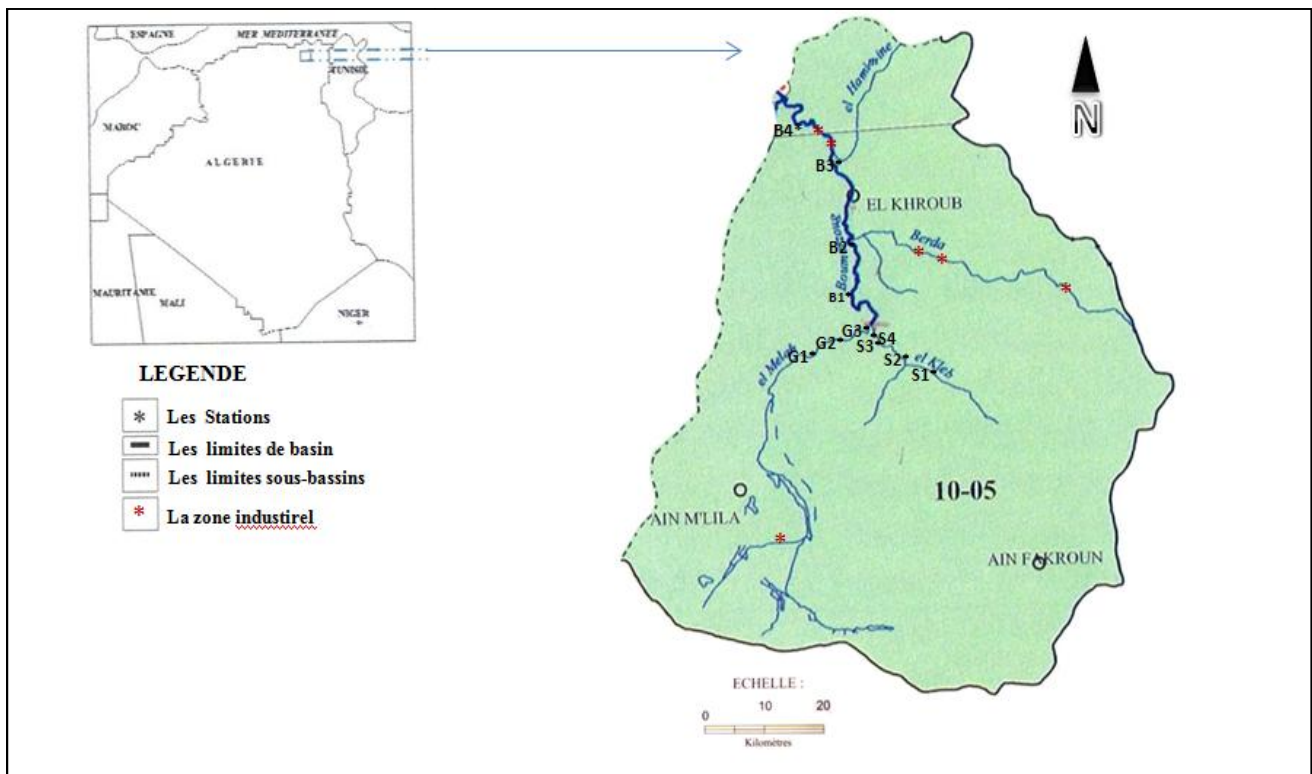 ESPAGNE
MER MEDITERRANEE
TUNISIE
MAROC
ALGERIE
MAURITANIE
MALI
NIGER
LEGENDE
Les Stations
Les limites de basin
Les limites sous-bassins
La zone industirel
N
el Hamimine
B4
B3
EL KHROUB
Berda
B2
B1
G3
S4
G2
S3
G1
S2
el Kleb
S1
el Melah
10-05
AIN M'LILA
AIN FAKROUN
ECHELLE :
0 10 20
Kilomètres